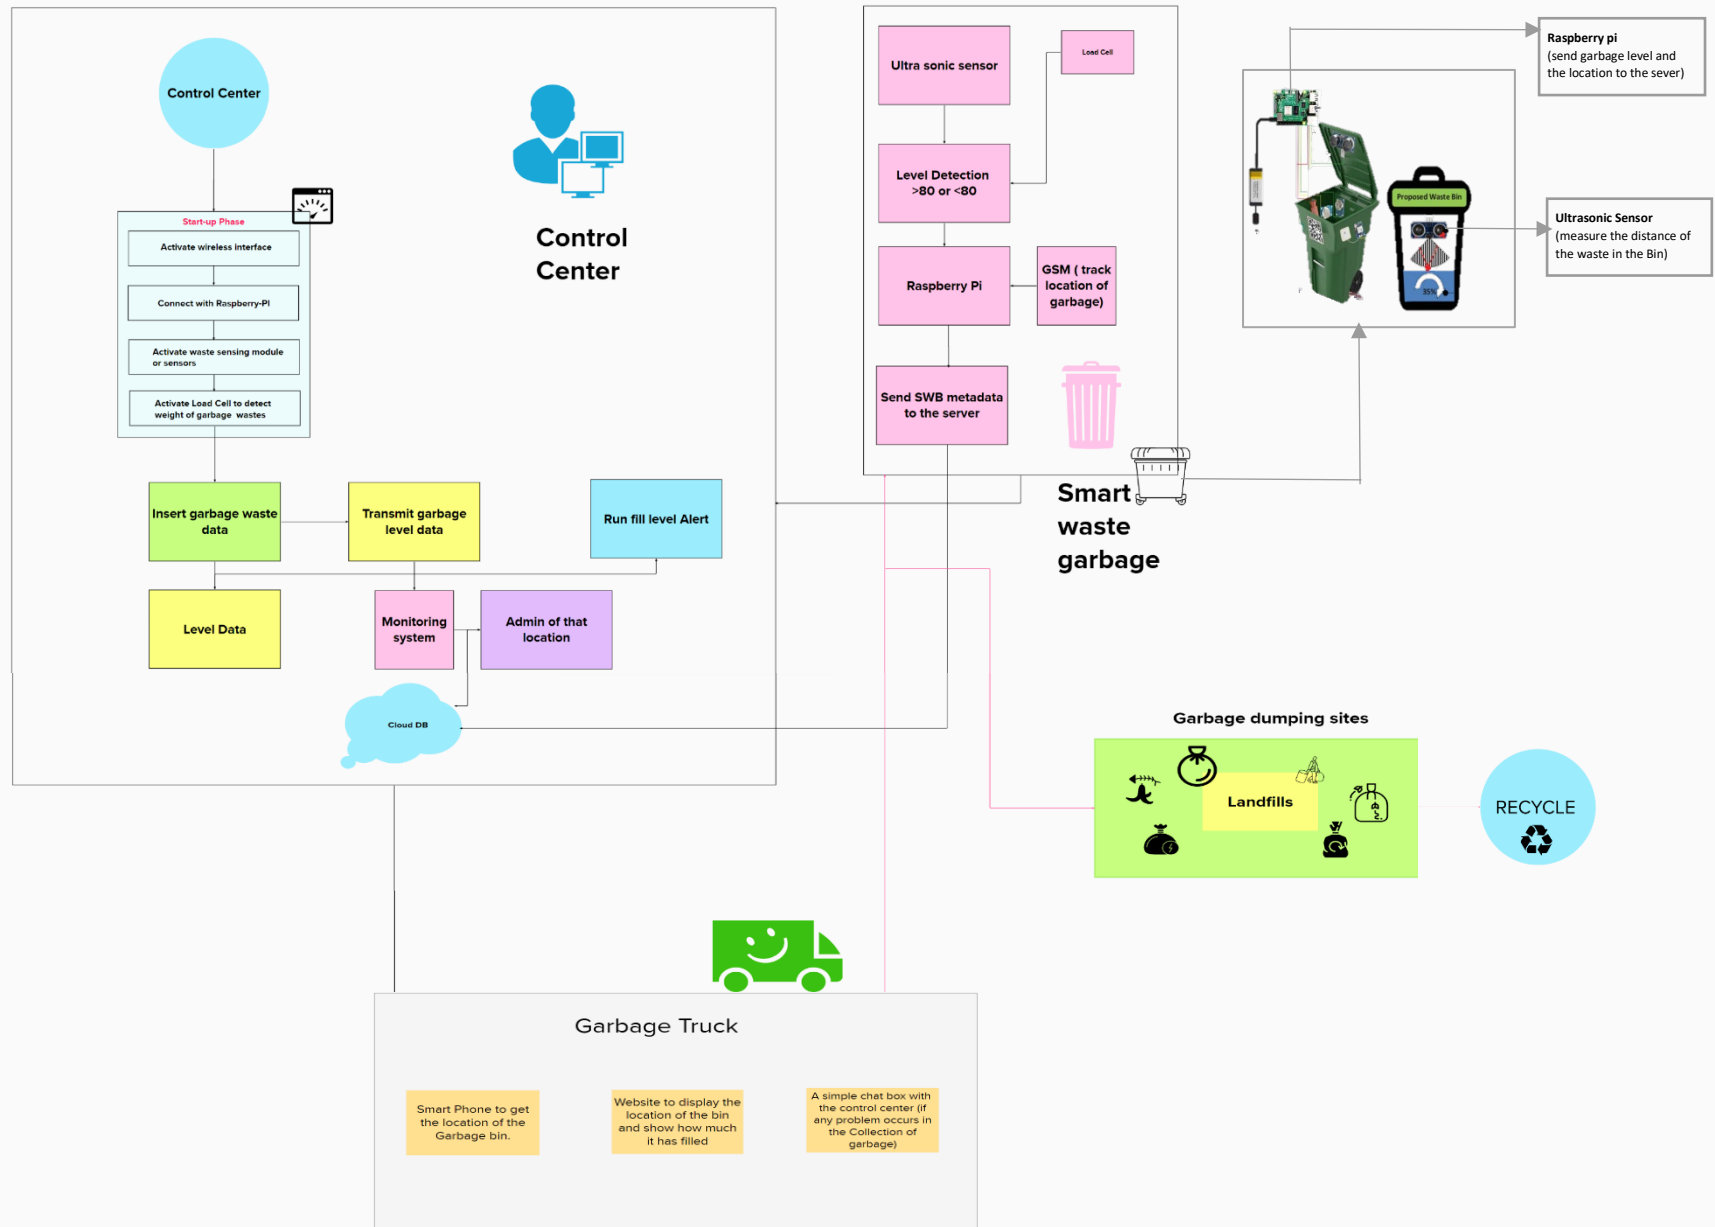 Control Center
Start-up Phase
Activate wireless interface
Connect with Raspberry-PI
Activate waste sensing module
or sensors
Activate Load Cell to detect
weight of garbage wastes
Control
Center
Insert garbage waste
data
Transmit garbage
level data
Run fill level Alert
Level Data
Monitoring
system
Admin of that
location
Cloud DB
Ultra sonic sensor
Load Cell
Level Detection
>80 or <80
Raspberry Pi
GSM ( track
location of
garbage)
Send SWB metadata
to the server
Smart
waste
garbage
Raspberry pi
(send garbage level and
the location to the sever)
Proposed Waste Bin
35%
Ultrasonic Sensor
(measure the distance of
the waste in the Bin)
Garbage dumping sites
Landfills
RECYCLE
Garbage Truck
Smart Phone to get
the location of the
Garbage bin.
Website to display the
location of the bin
and show how much
it has filled
A simple chat box with
the control center (if
any problem occurs in
the Collection of
garbage)